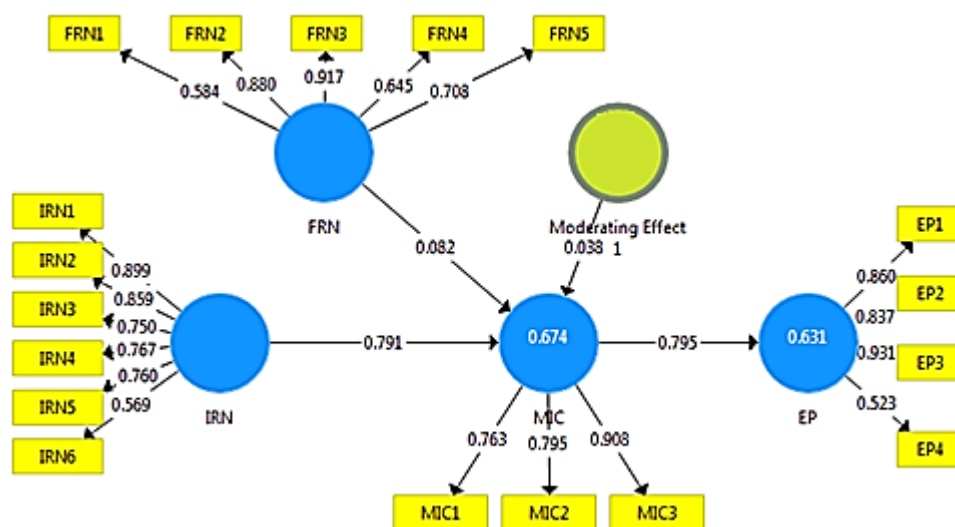 FRN1
FRN2
FRN3
FRN4
FRN5
0.584
0.880
0.917
0.645
0.708
FRN
Moderating Effect
1
0.082
0.038
IRN1
IRN2
IRN3
IRN4
IRN5
IRN6
0.899
0.859
0.750
0.767
0.760
0.569
IRN
0.791
0.674
MIC
0.795
0.631
EP
0.860
0.837
0.931
0.523
EP1
EP2
EP3
EP4
0.763
0.795
0.908
MIC1
MIC2
MIC3